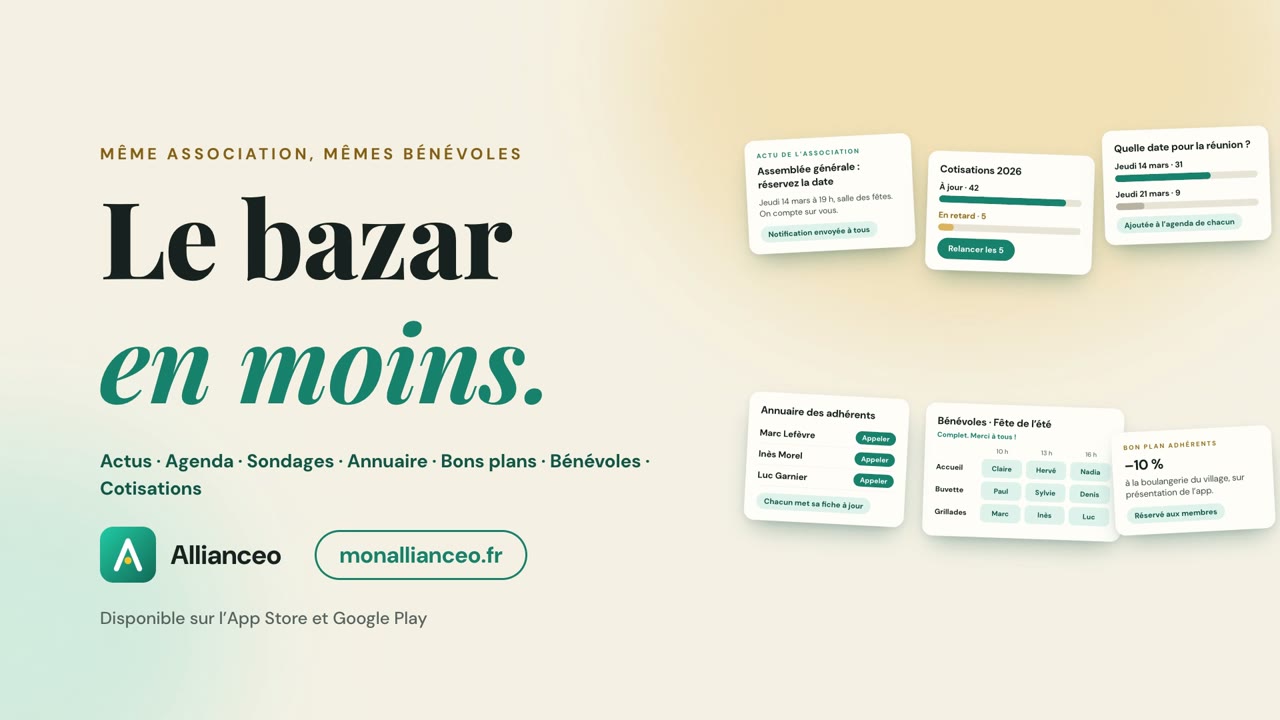 MÊME ASSOCIATION, MÊMES BÉNÉVOLES
Le bazar
en moins.
Actus · Agenda · Sondages · Annuaire · Bons plans · Bénévoles ·
Cotisations
Allianceo
monallianceo.fr
Disponible sur l’App Store et Google Play
ACTU DE L’ASSOCIATION
Assemblée générale :
réservez la date
Jeudi 14 mars à 19 h, salle des fêtes.
On compte sur vous.
Notification envoyée à tous
Cotisations 2026
À jour · 42
En retard · 5
Relancer les 5
Quelle date pour la réunion ?
Jeudi 14 mars · 31
Jeudi 21 mars · 9
Ajoutée à l’agenda de chacun
Annuaire des adhérents
Marc Lefèvre Appeler
Inès Morel Appeler
Luc Garnier Appeler
Chacun met sa fiche à jour
Bénévoles · Fête de l’été
Complet. Merci à tous !
10 h 13 h 16 h
Accueil Claire Hervé Nadia
Buvette Paul Sylvie Denis
Grillades Marc Inès Luc
BON PLAN ADHÉRENTS
–10 %
à la boulangerie du village, sur
présentation de l’app.
Réservé aux membres